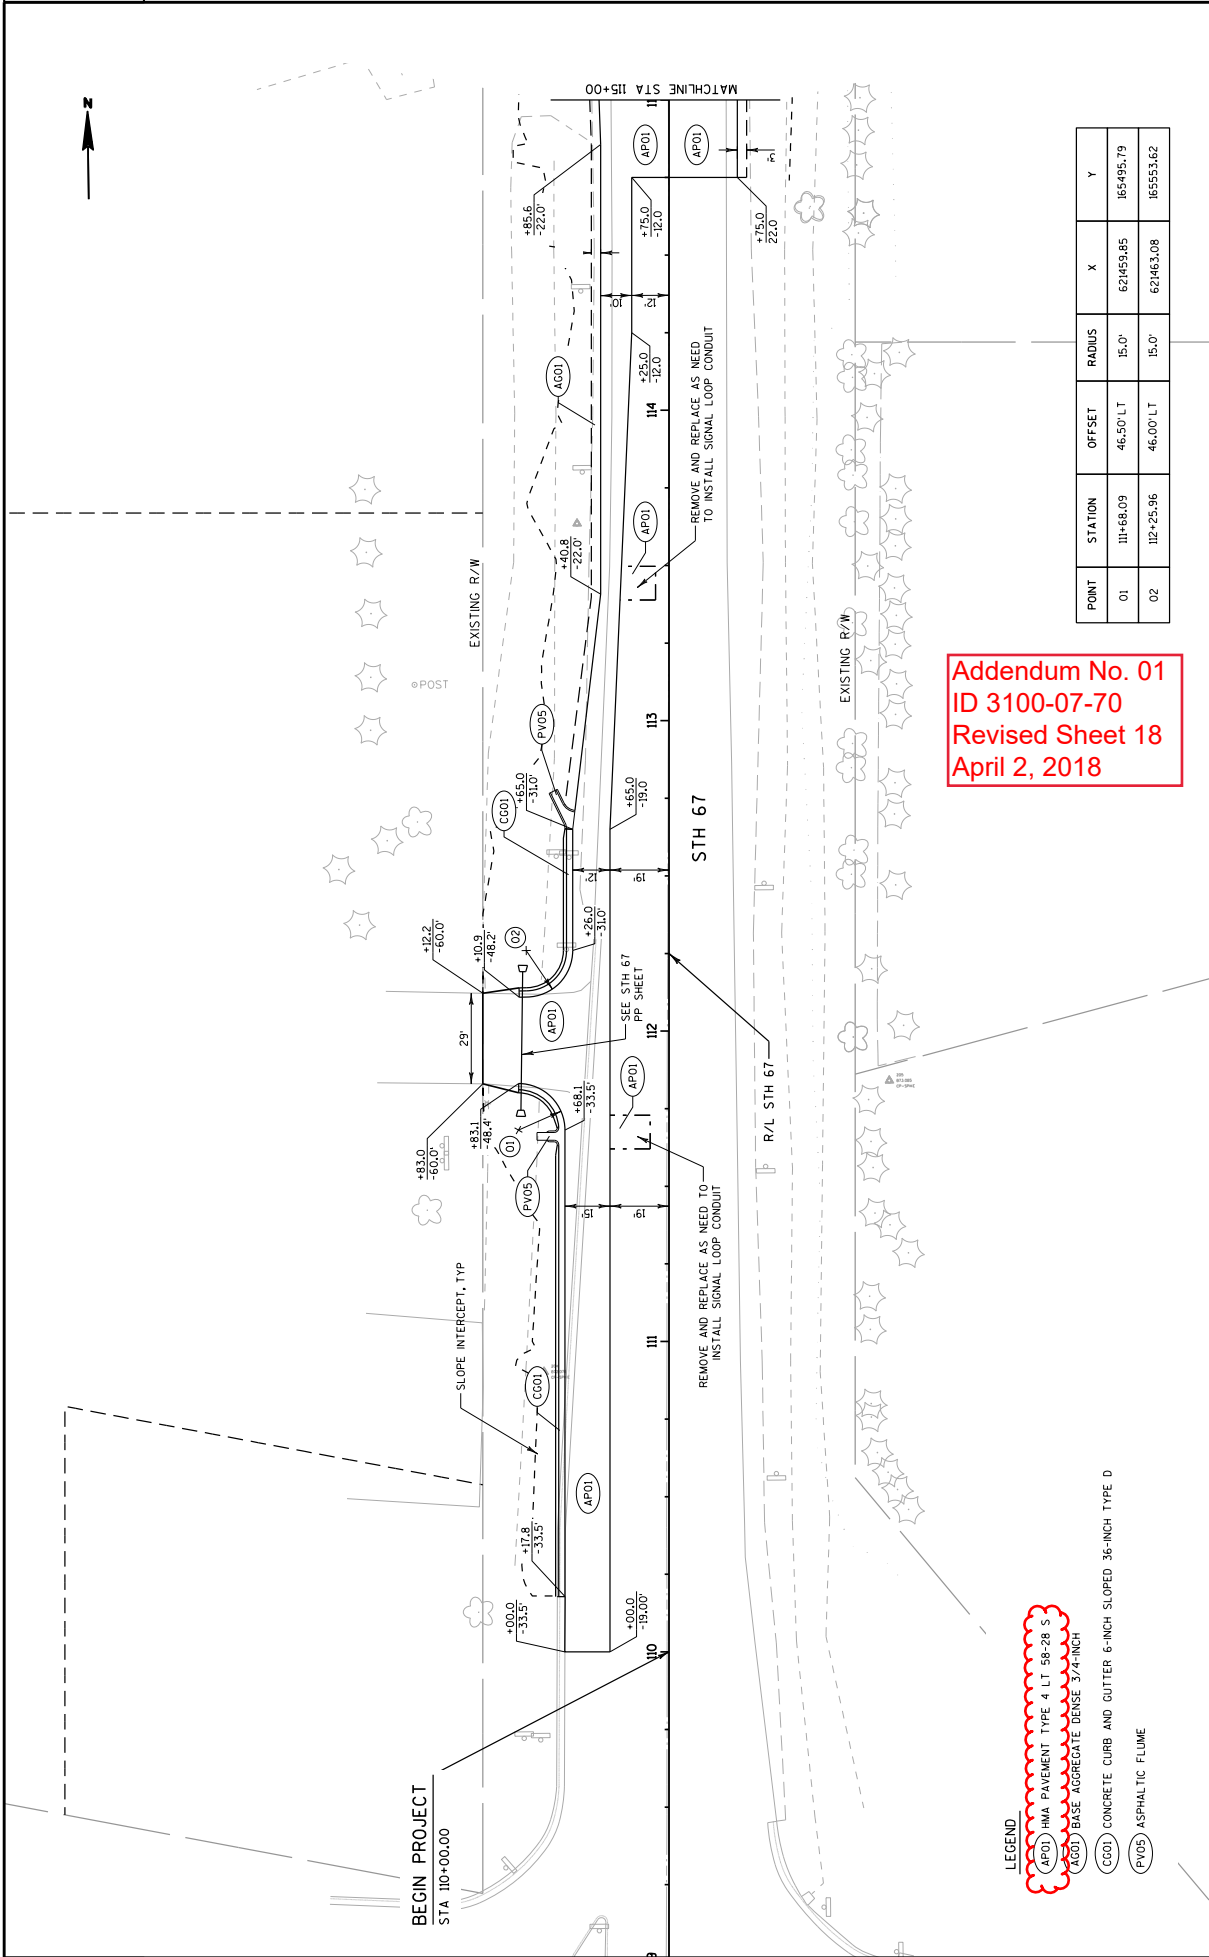 N
MATCHLINE STA 115+00
11
AP01
AP01
3'
+85.6
-22.0'
+75.0
-12.0
+75.0
22.0
10'
12'
+25.0
-12.0
AG01
114
REMOVE AND REPLACE AS NEED
TO INSTALL SIGNAL LOOP CONDUIT
AP01
+40.8
-22.0'
EXISTING R/W
POST
EXISTING R/W
113
PV05
CG01
+65.0
-31.0'
+65.0
-19.0
STH 67
12'
19'
+26.0
-31.0'
+12.2
-60.0'
+10.9
-48.2'
02
29'
AP01
SEE STH 67
PP SHEET
112
AP01
R/L STH 67
+68.1
-33.5'
+83.1
-48.4'
+83.0
-60.0'
01
PV05
15'
19'
REMOVE AND REPLACE AS NEED TO
INSTALL SIGNAL LOOP CONDUIT
SLOPE INTERCEPT, TYP
111
CG01
AP01
+17.8
-33.5'
+00.0
-33.5'
+00.0
-19.00'
110
BEGIN PROJECT
STA 110+00.00
9
POINT STATION OFFSET RADIUS X Y
01 111+68.09 46.50' LT 15.0' 621459.85 165495.79
02 112+25.96 46.00' LT 15.0' 621463.08 165553.62
Addendum No. 01
ID 3100-07-70
Revised Sheet 18
April 2, 2018
LEGEND
AP01 HMA PAVEMENT TYPE 4 LT 58-28 S
AG01 BASE AGGREGATE DENSE 3/4-INCH
CG01 CONCRETE CURB AND GUTTER 6-INCH SLOPED 36-INCH TYPE D
PV05 ASPHALTIC FLUME